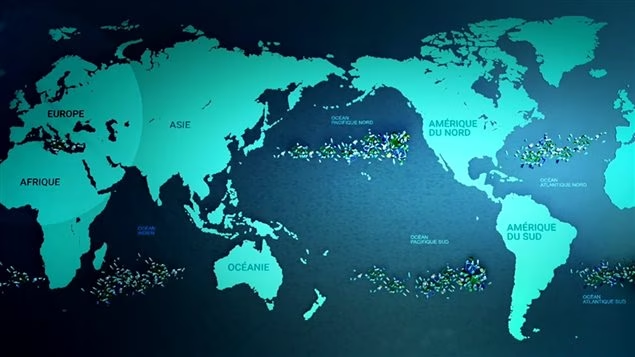 EUROPE
ASIE
AFRIQUE
OCÉAN
INDIEN
OCÉANIE
OCÉAN
PACIFIQUE NORD
AMÉRIQUE
DU NORD
OCÉAN
ATLANTIQUE NORD
OCÉAN
PACIFIQUE SUD
AMÉRIQUE
DU SUD
OCÉAN
ATLANTIQUE SUD